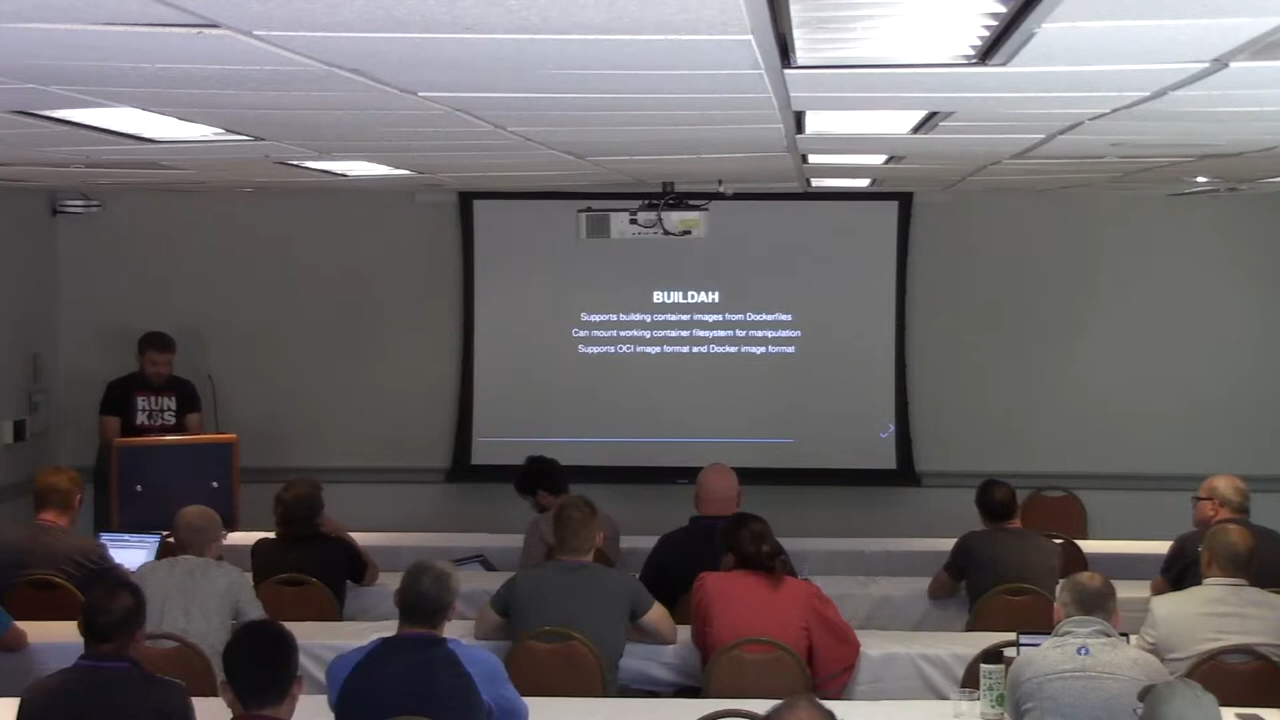 BUILDAH
Supports building container images from Dockerfiles
Can mount working container filesystem for manipulation
Supports OCI image format and Docker image format
RUN
K8S